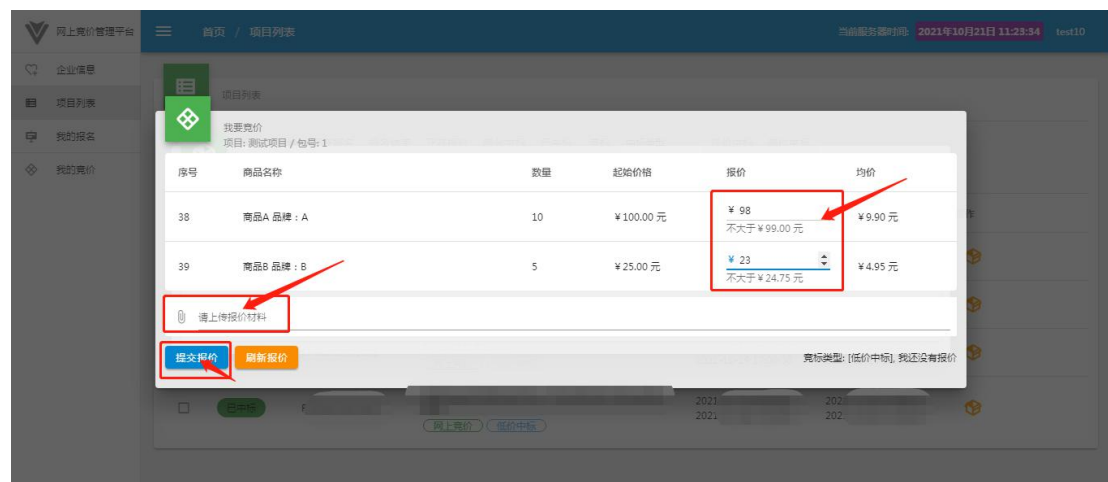 网上竞价管理平台
首页 / 项目列表
当前服务器时间: 2021年10月21日 11:23:34 test10
企业信息
项目列表
我的报名
我的竞价
项目列表
我要竞价
项目: 测试项目 / 包号: 1
序号 商品名称 数量 起始价格 报价 均价
38 商品A 品牌：A 10 ¥100.00 元 ¥ 98 ¥9.90 元
不大于¥99.00 元
39 商品B 品牌：B 5 ¥25.00 元 ¥ 23 ¥4.95 元
不大于¥24.75 元
请上传报价材料
提交报价 刷新报价 竞标类型: [低价中标], 我还没有报价
已中标 2021 202
2021 202
网上竞价 低价中标